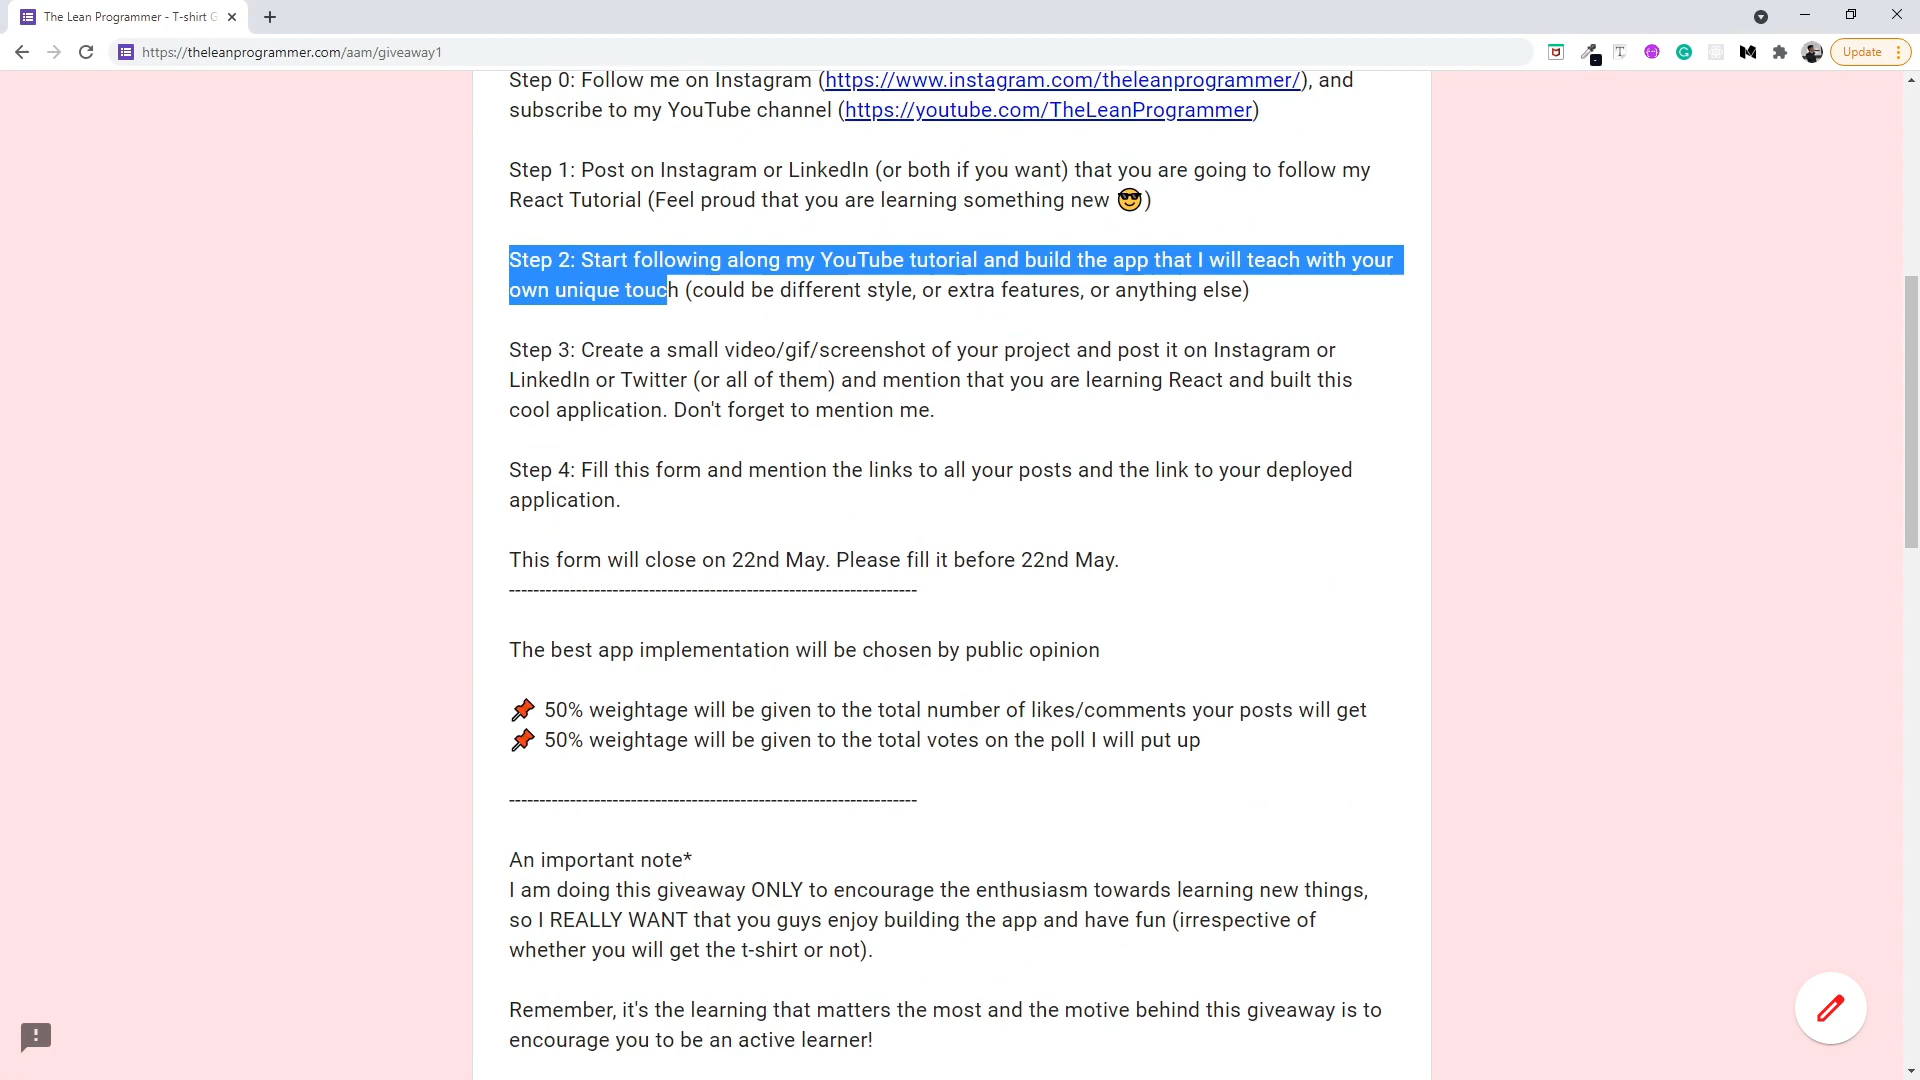 The Lean Programmer - T-shirt G
https://theleanprogrammer.com/aam/giveaway1
Update
Step 0: Follow me on Instagram (https://www.instagram.com/theleanprogrammer/), and
subscribe to my YouTube channel (https://youtube.com/TheLeanProgrammer)
Step 1: Post on Instagram or LinkedIn (or both if you want) that you are going to follow my
React Tutorial (Feel proud that you are learning something new 😎)
Step 2: Start following along my YouTube tutorial and build the app that I will teach with your
own unique touch (could be different style, or extra features, or anything else)
Step 3: Create a small video/gif/screenshot of your project and post it on Instagram or
LinkedIn or Twitter (or all of them) and mention that you are learning React and built this
cool application. Don't forget to mention me.
Step 4: Fill this form and mention the links to all your posts and the link to your deployed
application.
This form will close on 22nd May. Please fill it before 22nd May.
--------------------------------------------------------------------
The best app implementation will be chosen by public opinion
📌 50% weightage will be given to the total number of likes/comments your posts will get
📌 50% weightage will be given to the total votes on the poll I will put up
--------------------------------------------------------------------
An important note*
I am doing this giveaway ONLY to encourage the enthusiasm towards learning new things,
so I REALLY WANT that you guys enjoy building the app and have fun (irrespective of
whether you will get the t-shirt or not).
Remember, it's the learning that matters the most and the motive behind this giveaway is to
encourage you to be an active learner!